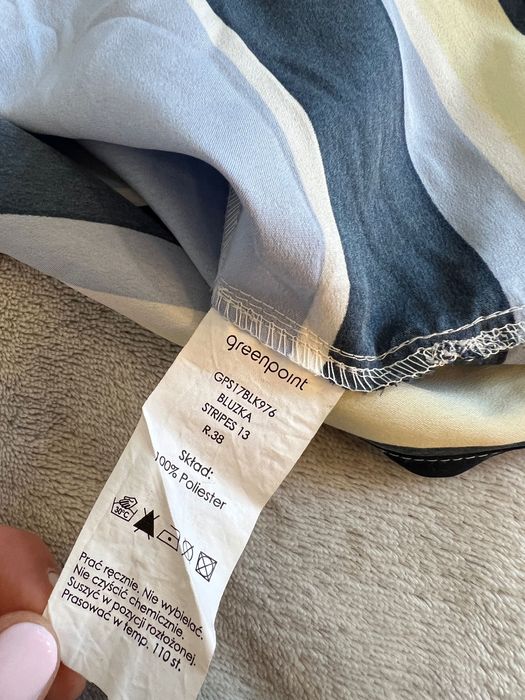 greenpoint
GPS17BLK976
BLUZKA
STRIPES 13
R.38
Skład:
100% Poliester
30°C
Prać ręcznie. Nie wybielać.
Nie czyścić chemicznie.
Suszyć w pozycji rozłożonej.
Prasować w temp. 110 st.